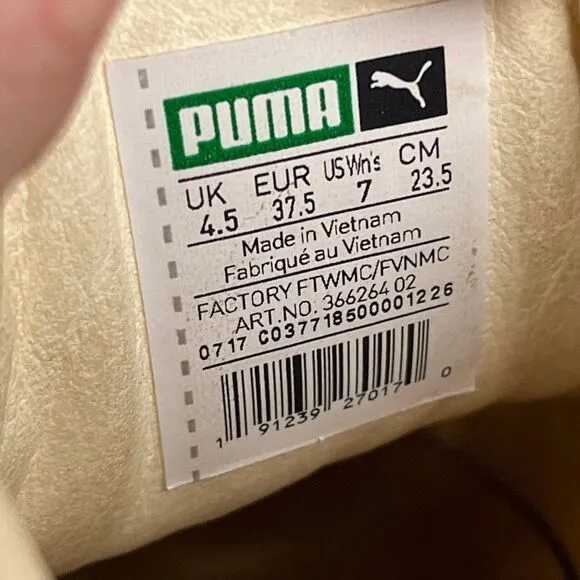 PUMA
UK EUR US Wn's CM
4.5 37.5 7 23.5
Made in Vietnam
Fabriqué au Vietnam
FACTORY FTWMC/FVNMC
ART.NO. 366264 02
0717 C037718500001226
1 91239 27017 0